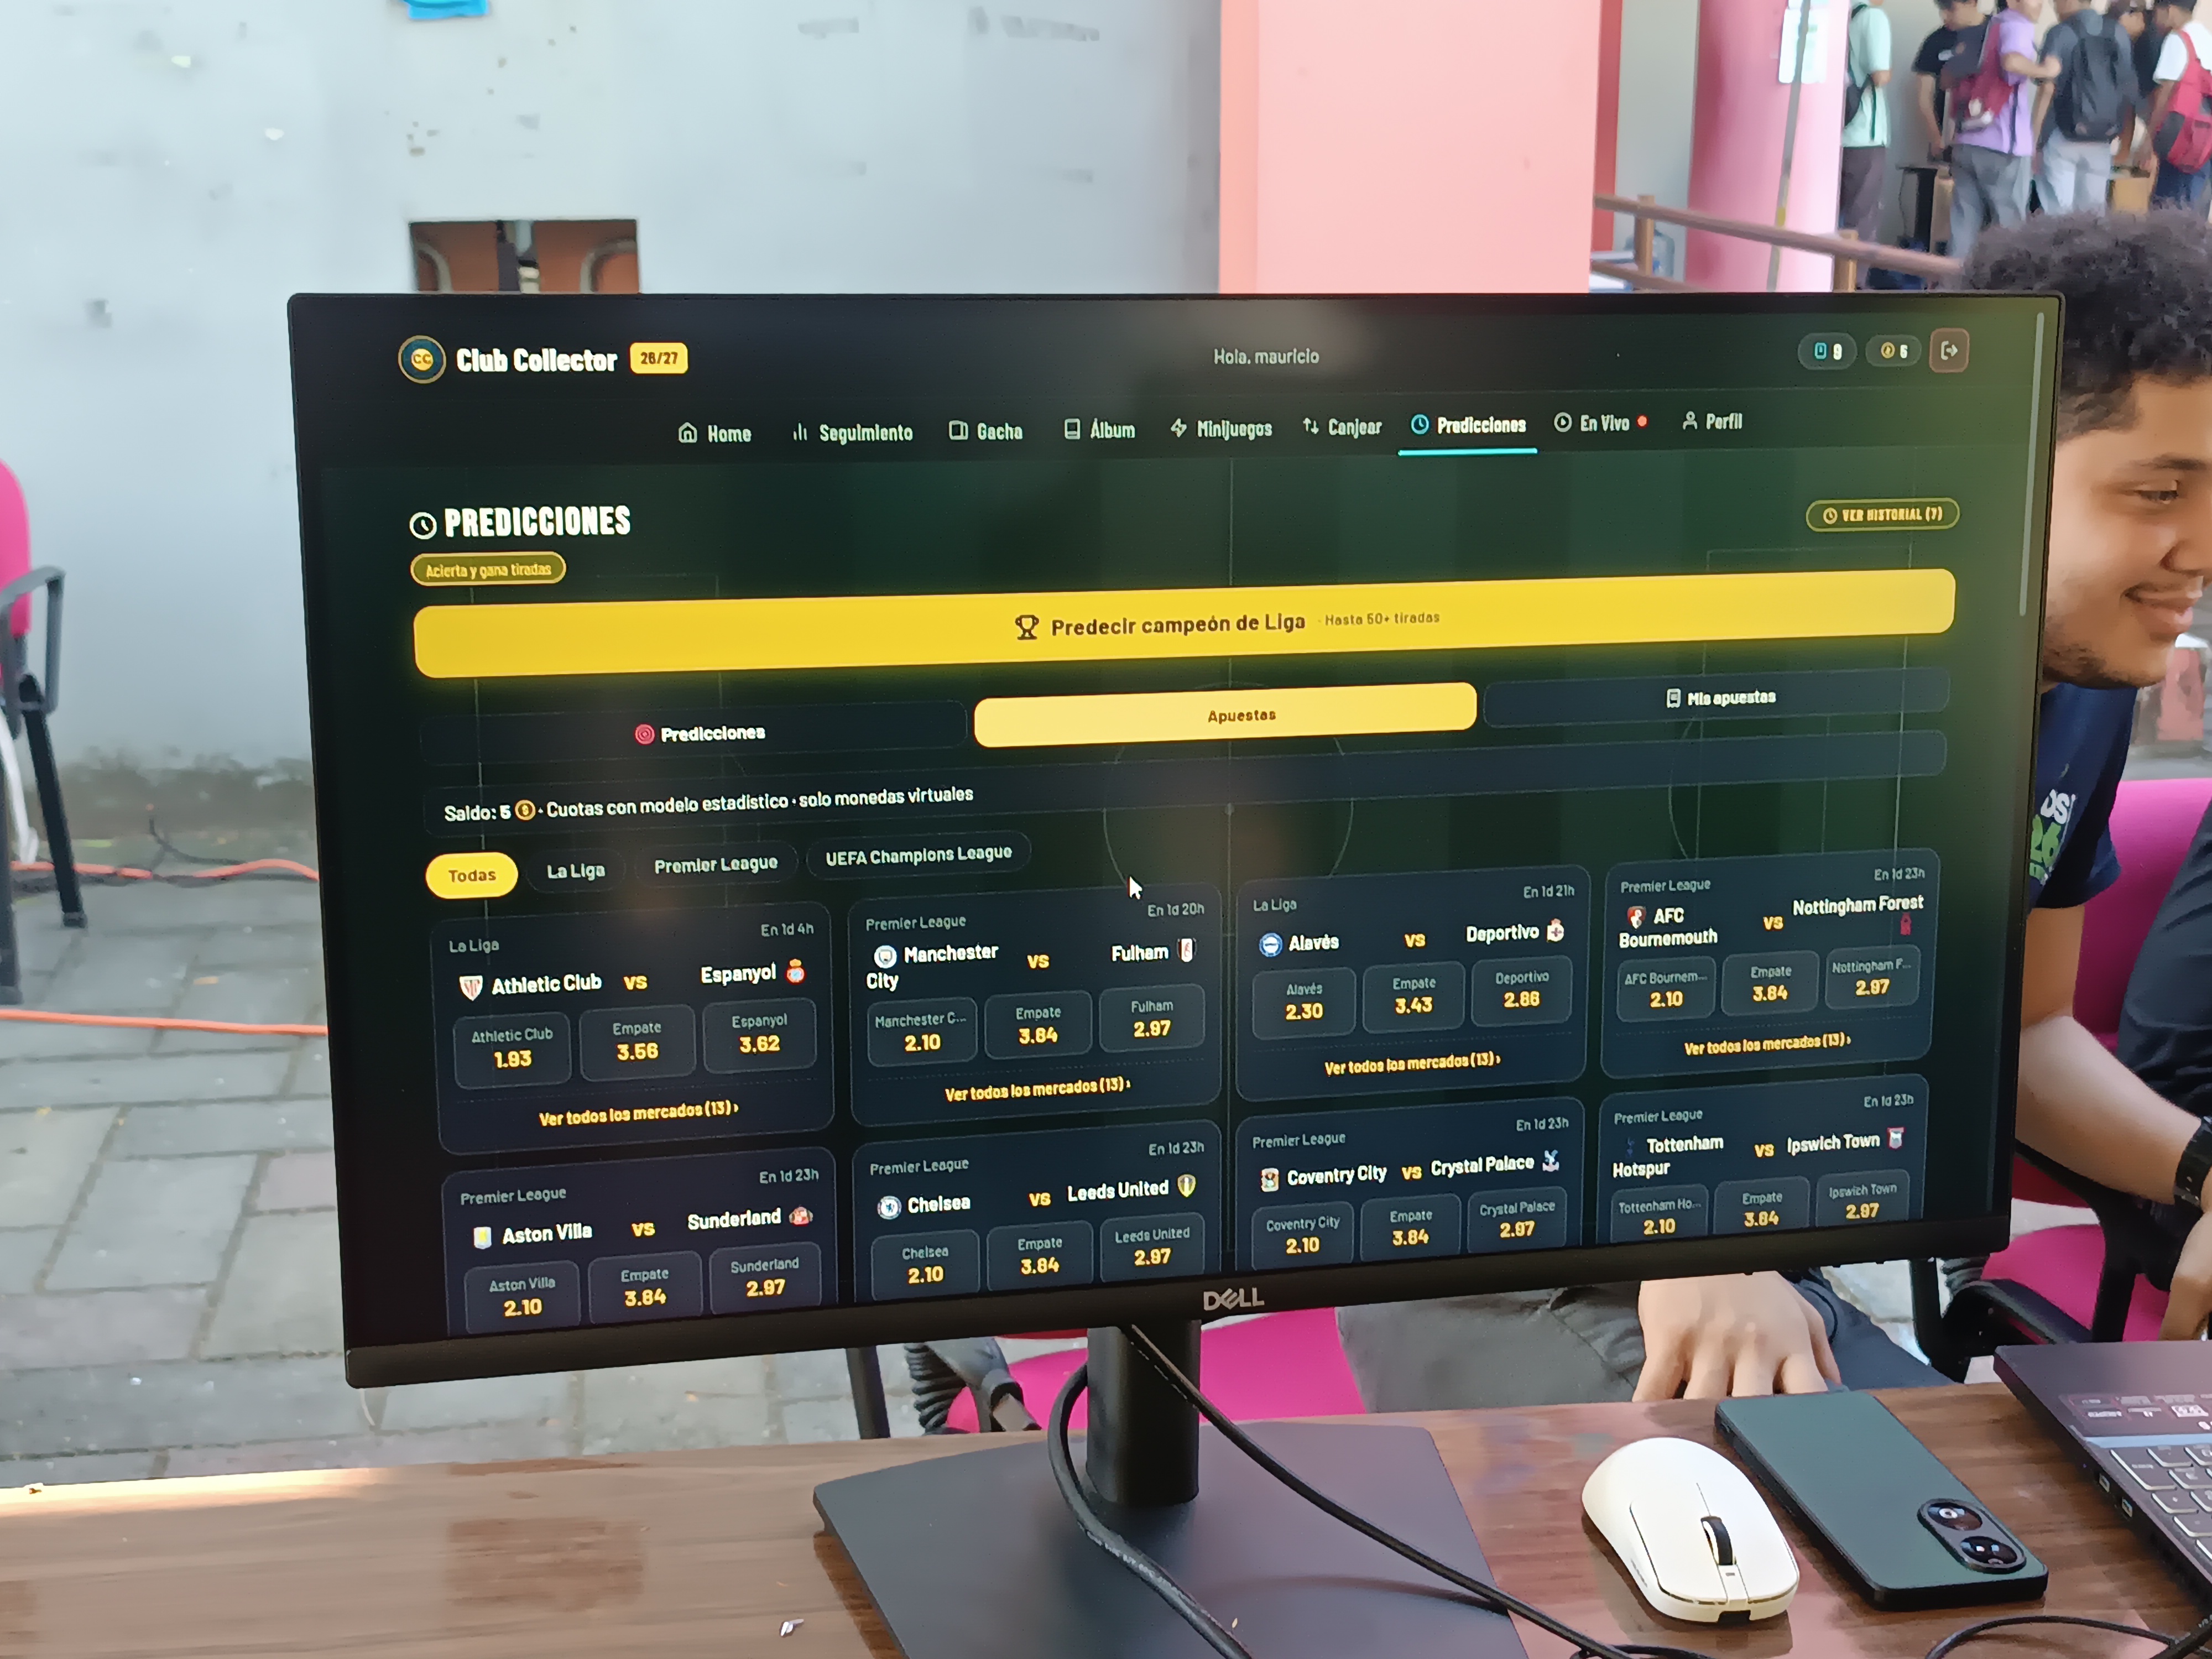 Club Collector 26/27
Hola, mauricio
9
6
Home
Seguimiento
Gacha
Álbum
Minijuegos
Canjear
Predicciones
En Vivo
Perfil
PREDICCIONES
VER HISTORIAL (7)
Acierta y gana tiradas
Predecir campeón de Liga · Hasta 50+ tiradas
Predicciones
Apuestas
Mis apuestas
Saldo: 5 · Cuotas con modelo estadístico · solo monedas virtuales
Todas
La Liga
Premier League
UEFA Champions League
La Liga
En 1d 4h
Athletic Club vs Espanyol
Athletic Club
1.93
Empate
3.56
Espanyol
3.62
Ver todos los mercados (13) ›
Premier League
En 1d 20h
Manchester City vs Fulham
Manchester C...
2.10
Empate
3.84
Fulham
2.97
Ver todos los mercados (13) ›
La Liga
En 1d 21h
Alavés vs Deportivo
Alavés
2.30
Empate
3.43
Deportivo
2.86
Ver todos los mercados (13) ›
Premier League
En 1d 23h
AFC Bournemouth vs Nottingham Forest
AFC Bournem...
2.10
Empate
3.84
Nottingham F...
2.97
Ver todos los mercados (13) ›
Premier League
En 1d 23h
Aston Villa vs Sunderland
Aston Villa
2.10
Empate
3.84
Sunderland
2.97
Premier League
En 1d 23h
Chelsea vs Leeds United
Chelsea
2.10
Empate
3.84
Leeds United
2.97
Premier League
En 1d 23h
Coventry City vs Crystal Palace
Coventry City
2.10
Empate
3.84
Crystal Palace
2.97
Premier League
En 1d 23h
Tottenham Hotspur vs Ipswich Town
Tottenham Ho...
2.10
Empate
3.84
Ipswich Town
2.97
DELL